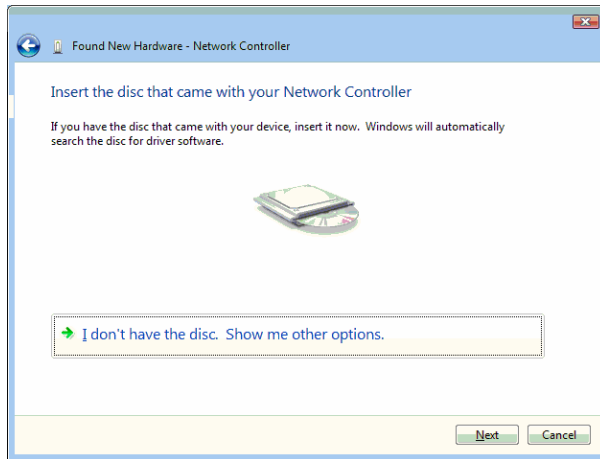 Found New Hardware - Network Controller
Insert the disc that came with your Network Controller
If you have the disc that came with your device, insert it now.  Windows will automatically
search the disc for driver software.
I don't have the disc.  Show me other options.
Next
Cancel